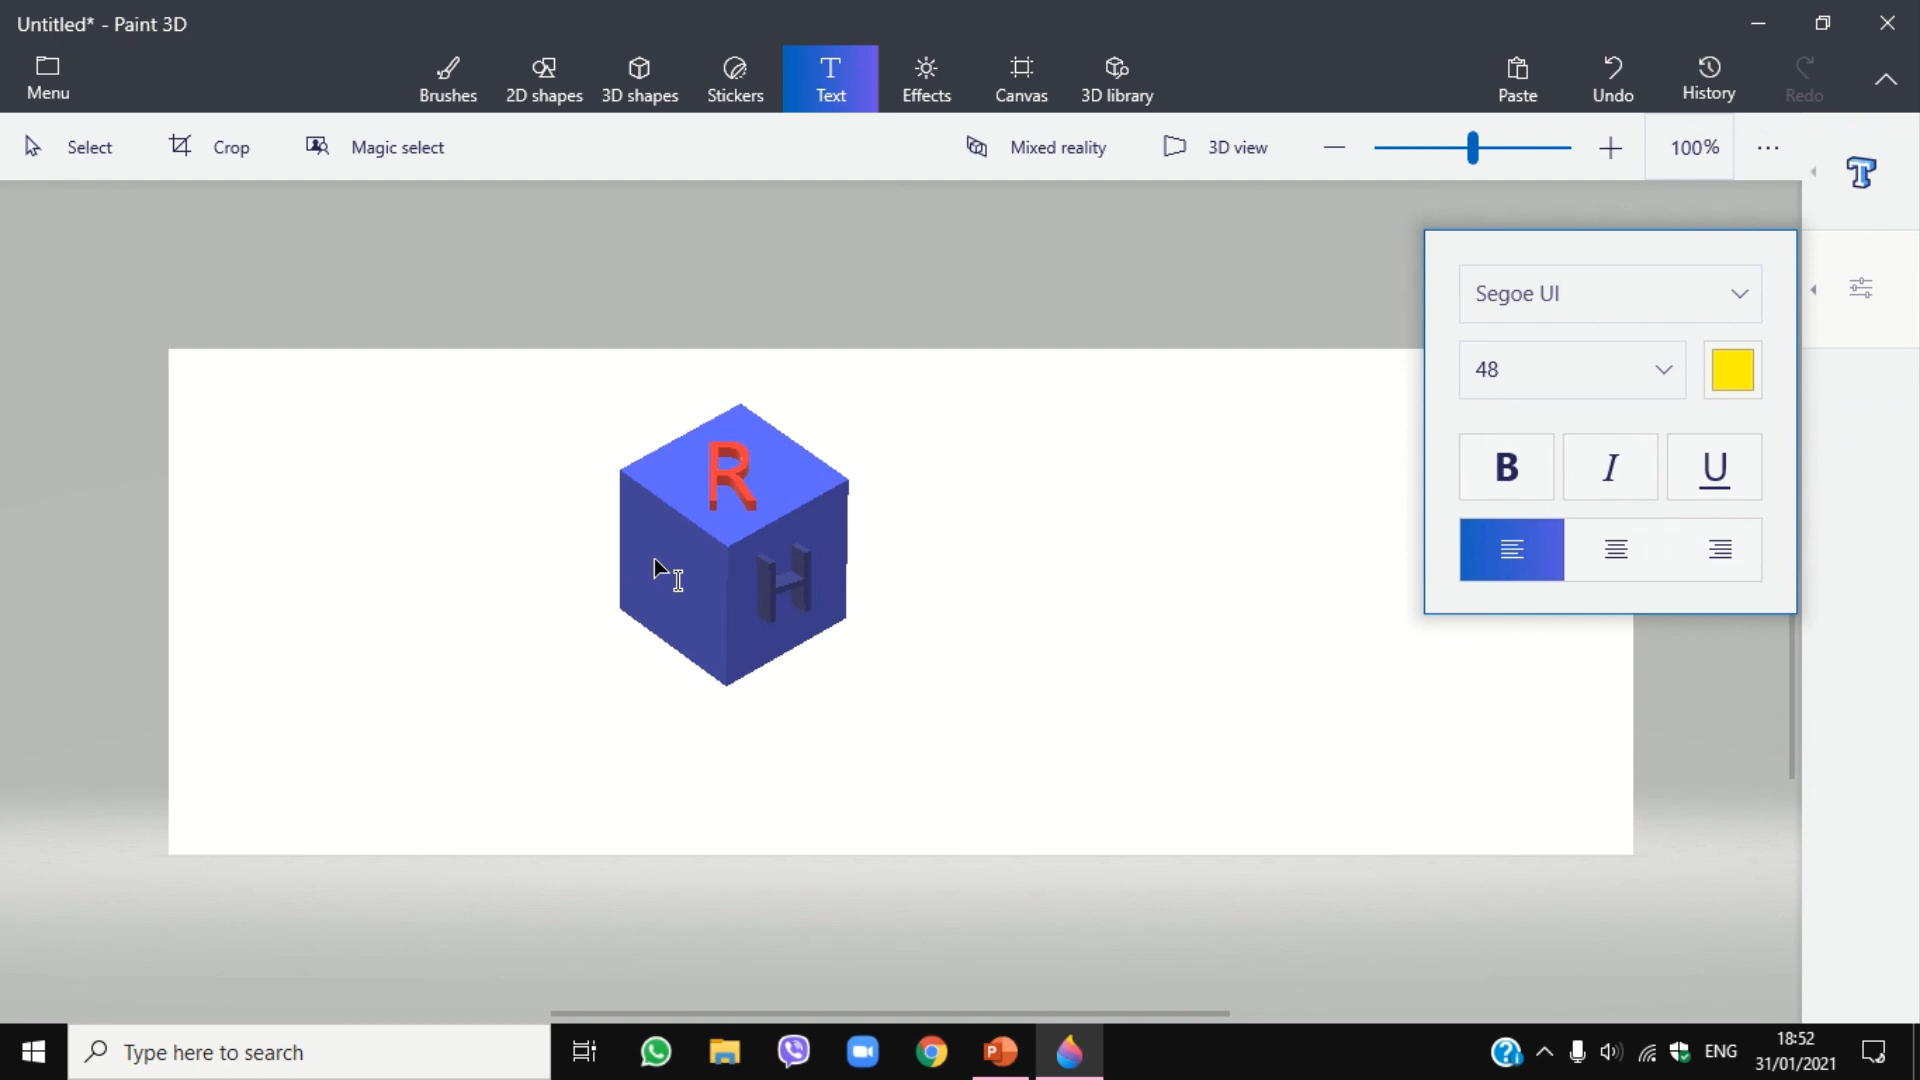 Untitled* - Paint 3D
Menu
Brushes
2D shapes
3D shapes
Stickers
Text
Effects
Canvas
3D library
Paste
Undo
History
Redo
Select
Crop
Magic select
Mixed reality
3D view
100%
Segoe UI
48
B
I
U
R
H
Type here to search
ENG
18:52
31/01/2021